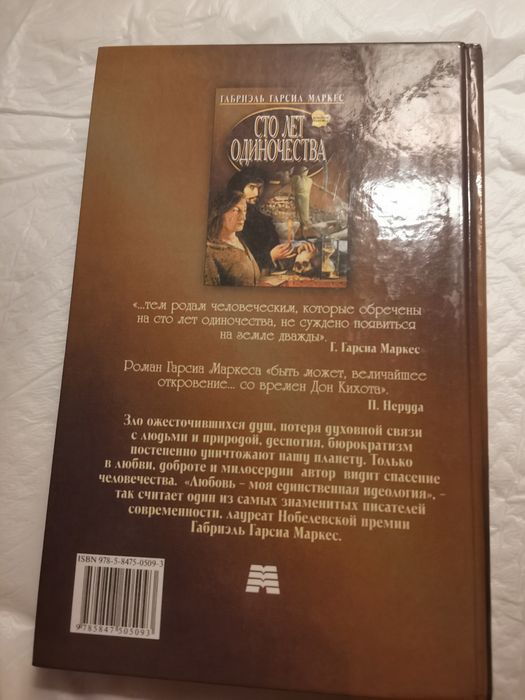 ГАБРИЭЛЬ ГАРСИА МАРКЕС
СТО ЛЕТ
ОДИНОЧЕСТВА
«...тем родам человеческим, которые обречены
на сто лет одиночества, не суждено появиться
на земле дважды».
Г. Гарсиа Маркес
Роман Гарсиа Маркеса «быть может, величайшее
откровение... со времен Дон Кихота».
П. Неруда
Зло ожесточившихся душ, потеря духовной связи
с людьми и природой, деспотия, бюрократизм
постепенно уничтожают нашу планету. Только
в любви, доброте и милосердии автор видит спасение
человечества. «Любовь – моя единственная идеология», -
так считает один из самых знаменитых писателей
современности, лауреат Нобелевской премии
Габриэль Гарсиа Маркес.
ISBN 978-5-8475-0509-3
9 785847 505093